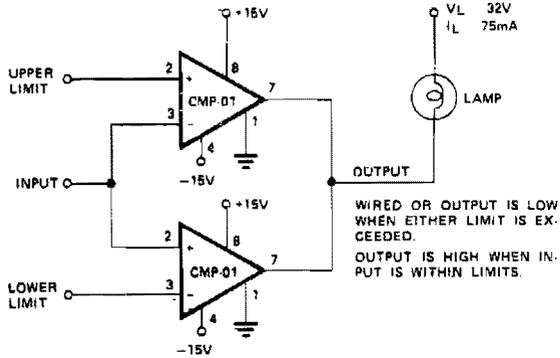 +15V
VL 32V
IL 75mA
UPPER LIMIT
2
+
8
CMP-01
7
3
-
1
4
-15V
LAMP
INPUT
OUTPUT
WIRED OR OUTPUT IS LOW
WHEN EITHER LIMIT IS EX-
CEEDED.
OUTPUT IS HIGH WHEN IN-
PUT IS WITHIN LIMITS.
+15V
2
+
8
CMP-01
7
LOWER LIMIT
3
-
1
4
-15V